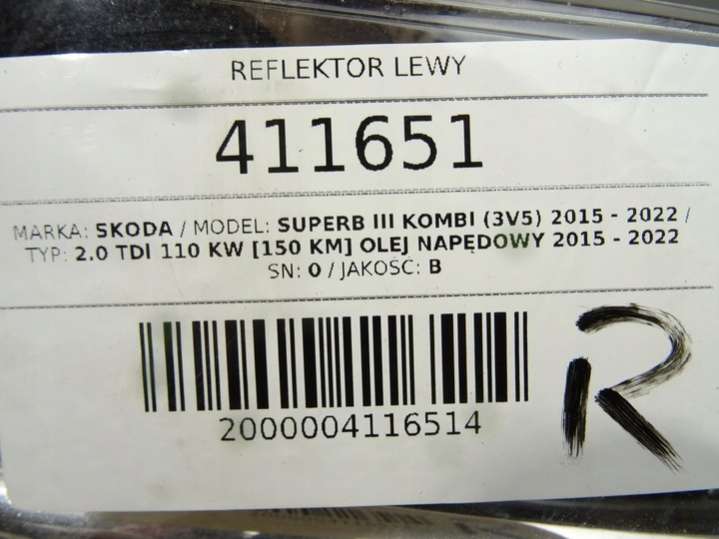 REFLEKTOR LEWY
411651
MARKA: SKODA / MODEL: SUPERB III KOMBI (3V5) 2015 - 2022 /
TYP: 2.0 TDI 110 KW [150 KM] OLEJ NAPĘDOWY 2015 - 2022
SN: 0 / JAKOŚĆ: B
2000004116514
R